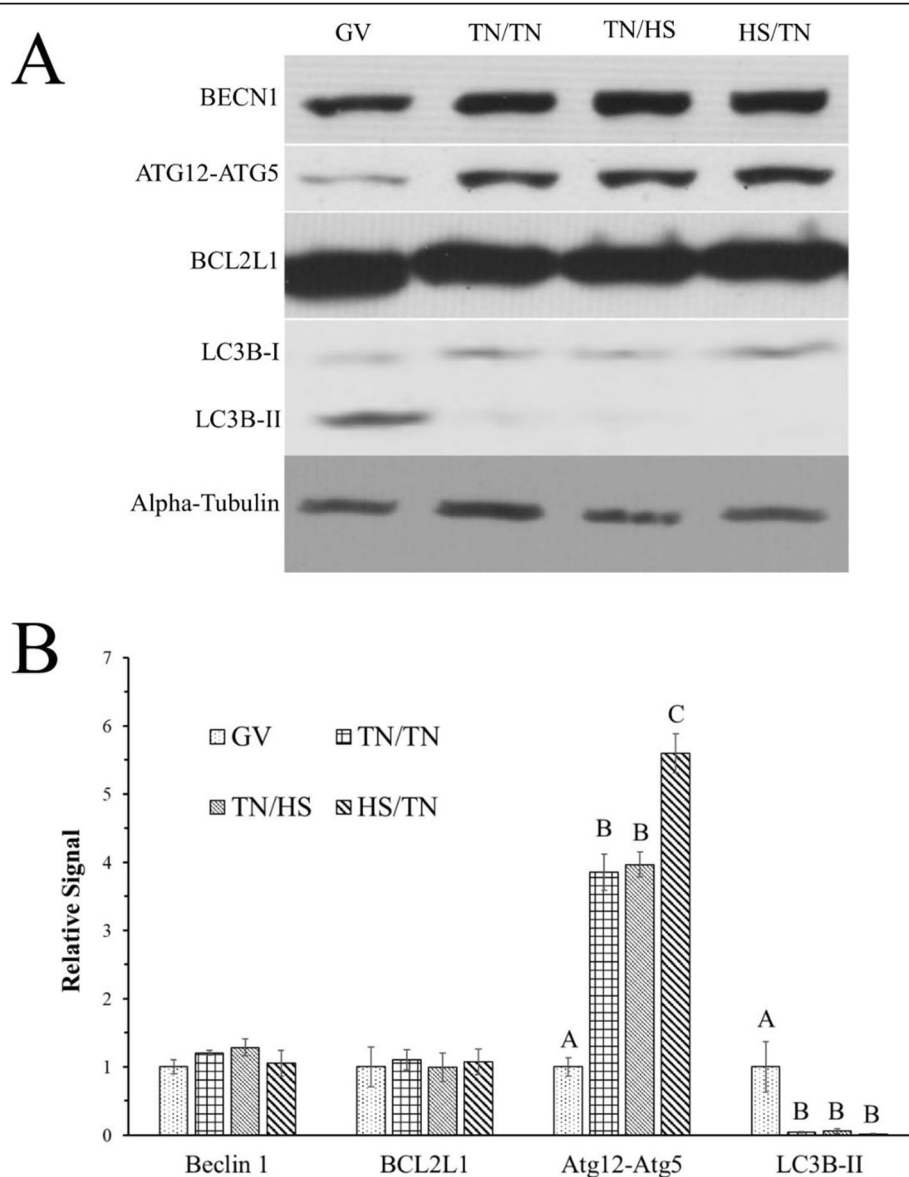 A
GV TN/TN TN/HS HS/TN
BECN1
ATG12-ATG5
BCL2L1
LC3B-I
LC3B-II
Alpha-Tubulin
B
7
6
5
4
3
2
1
0
Relative Signal
GV TN/TN
TN/HS HS/TN
A B B C
A B B B
Beclin 1 BCL2L1 Atg12-Atg5 LC3B-II